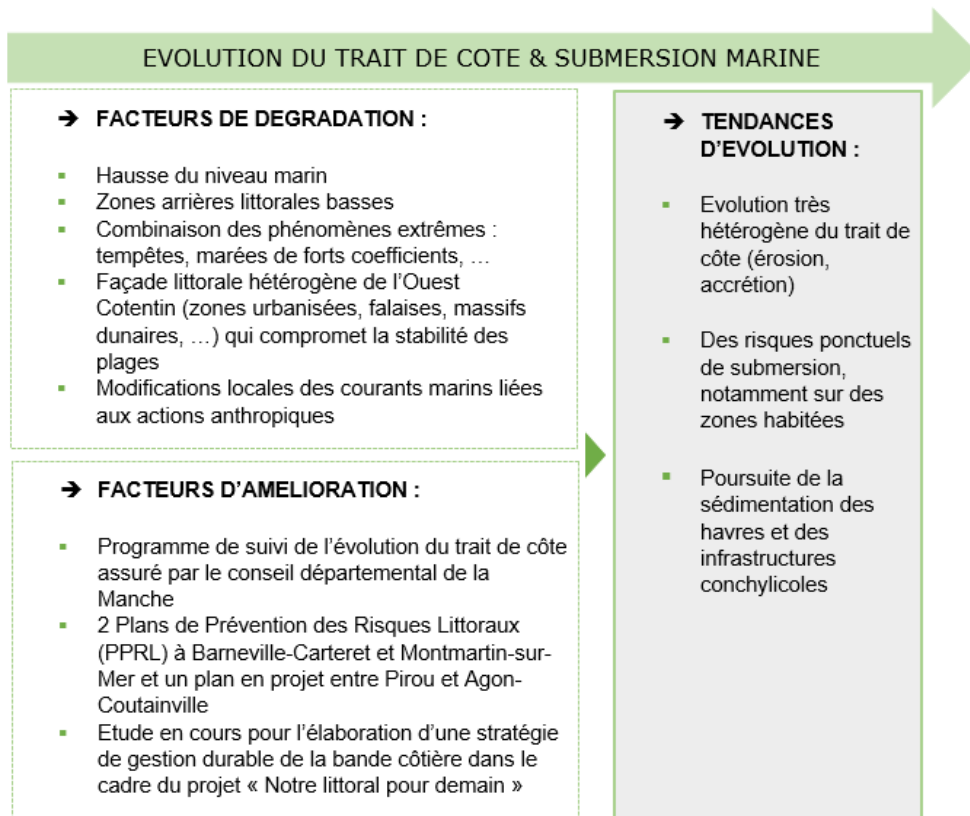 EVOLUTION DU TRAIT DE COTE & SUBMERSION MARINE
➔ FACTEURS DE DEGRADATION :
▪ Hausse du niveau marin
▪ Zones arrières littorales basses
▪ Combinaison des phénomènes extrêmes :
tempêtes, marées de forts coefficients, …
▪ Façade littorale hétérogène de l’Ouest
Cotentin (zones urbanisées, falaises, massifs
dunaires, …) qui compromet la stabilité des
plages
▪ Modifications locales des courants marins liées
aux actions anthropiques
➔ FACTEURS D’AMELIORATION :
▪ Programme de suivi de l’évolution du trait de côte
assuré par le conseil départemental de la
Manche
▪ 2 Plans de Prévention des Risques Littoraux
(PPRL) à Barneville-Carteret et Montmartin-sur-
Mer et un plan en projet entre Pirou et Agon-
Coutainville
▪ Etude en cours pour l’élaboration d’une stratégie
de gestion durable de la bande côtière dans le
cadre du projet « Notre littoral pour demain »
➔ TENDANCES
D’EVOLUTION :
▪ Evolution très
hétérogène du trait de
côte (érosion,
accrétion)
▪ Des risques ponctuels
de submersion,
notamment sur des
zones habitées
▪ Poursuite de la
sédimentation des
havres et des
infrastructures
conchylicoles